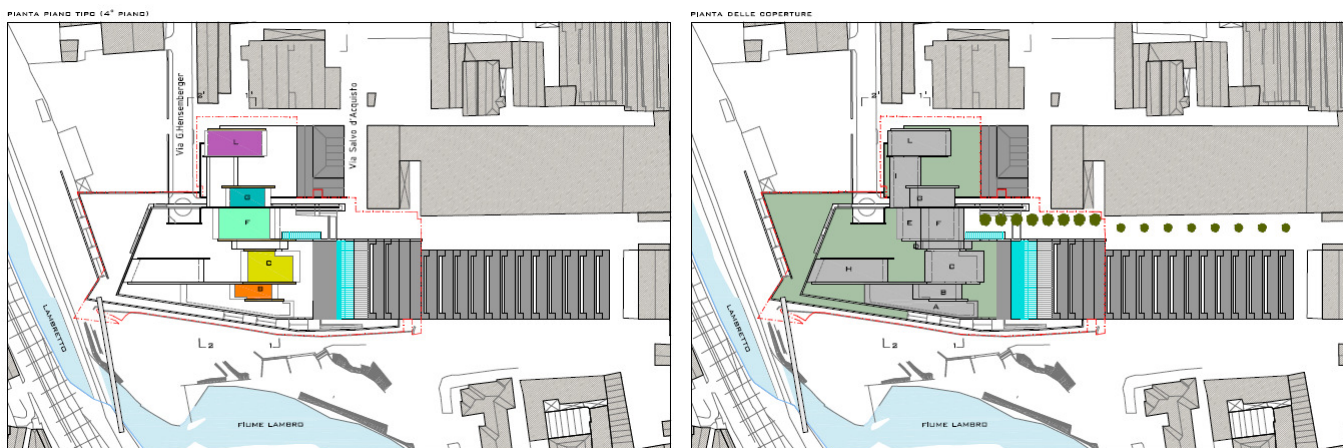 PIANTA PIANO TIPO (4° PIANO)
Via G.Hensenberger
Via Salvo d'Acquisto
2'
1'
L
G
F
C
B
LAMBRETTO
2
1
FIUME LAMBRO
PIANTA DELLE COPERTURE
2'
1'
L
I
G
E
F
H
C
B
A
LAMBRETTO
2
1
FIUME LAMBRO